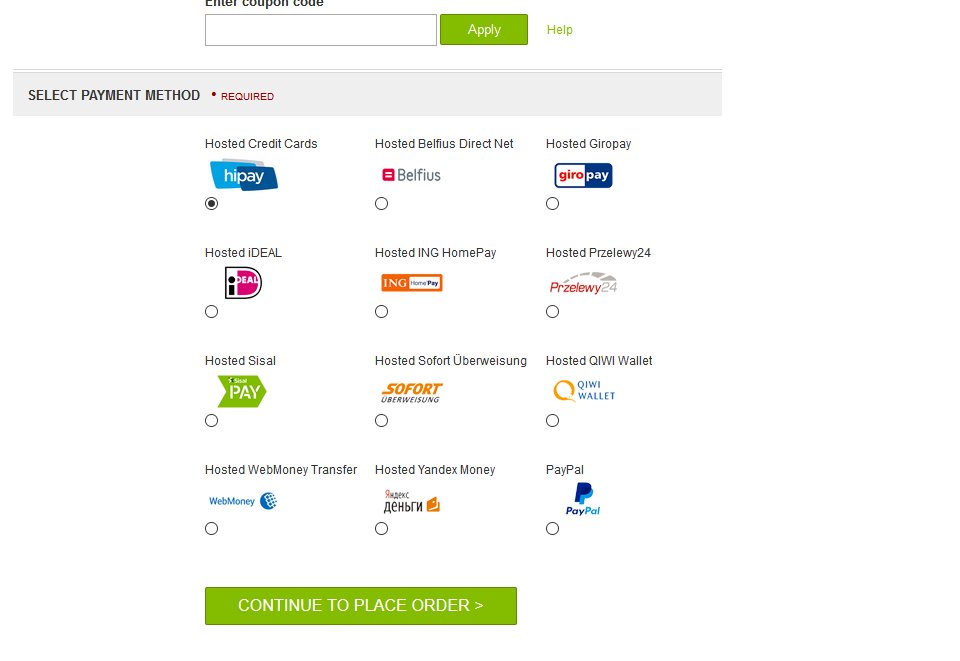 Enter coupon code
Apply
Help
SELECT PAYMENT METHOD • REQUIRED
Hosted Credit Cards
hipay
Hosted Belfius Direct Net
Belfius
Hosted Giropay
giropay
Hosted iDEAL
iDEAL
Hosted ING HomePay
ING Home'Pay
Hosted Przelewy24
Przelewy24
Hosted Sisal
Sisal
PAY
Hosted Sofort Überweisung
SOFORT
ÜBERWEISUNG
Hosted QIWI Wallet
QIWI
WALLET
Hosted WebMoney Transfer
WebMoney
Hosted Yandex Money
Яндекс
деньги
PayPal
PayPal
CONTINUE TO PLACE ORDER >